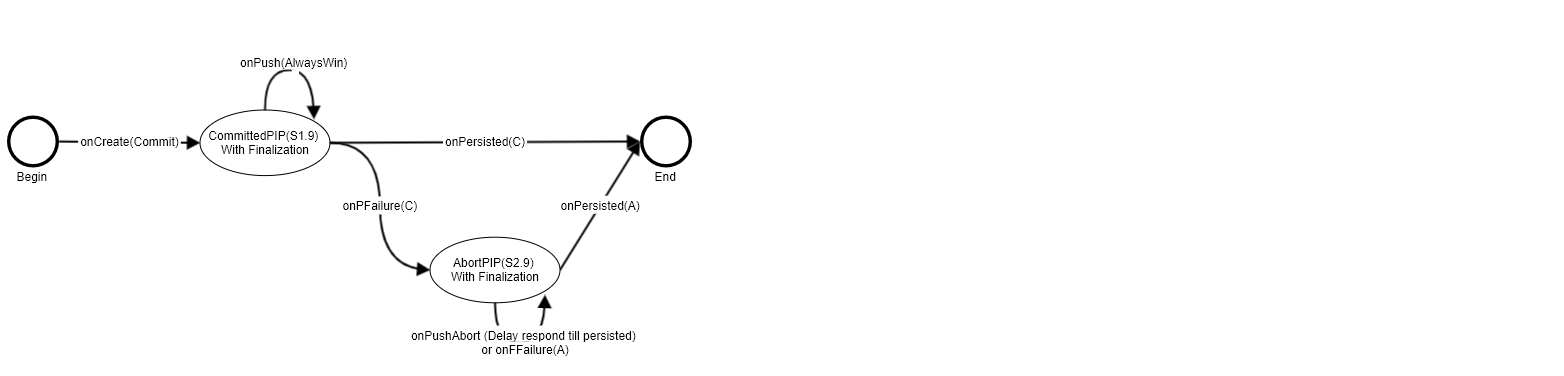 onPush(AlwaysWin)
onCreate(Commit)
CommittedPIP(S1.9)
With Finalization
onPersisted(C)
Begin
End
onPFailure(C)
onPersisted(A)
AbortPIP(S2.9)
With Finalization
onPushAbort (Delay respond till persisted)
or onFFailure(A)